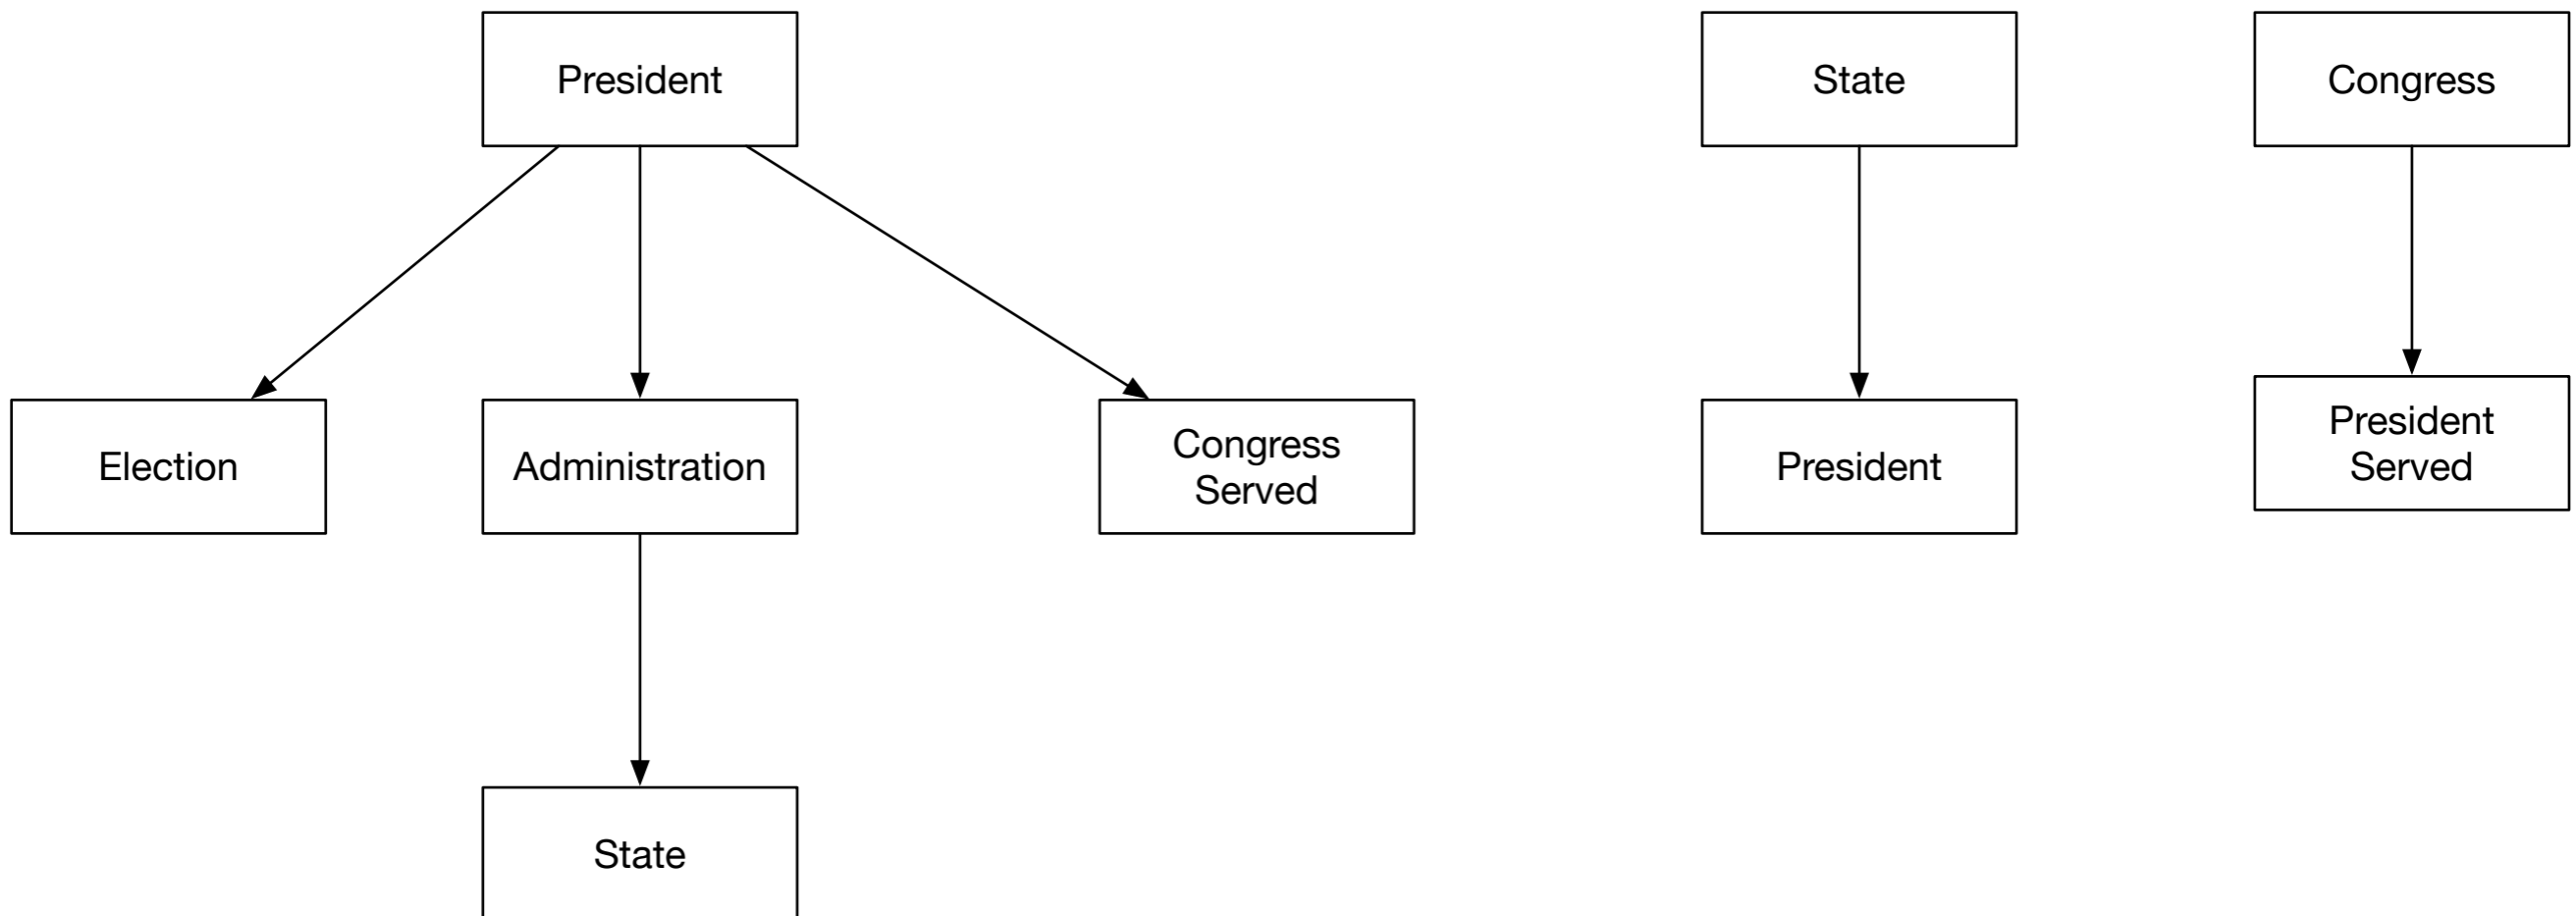 President
State
Congress
Election
Administration
Congress
Served
President
President
Served
State